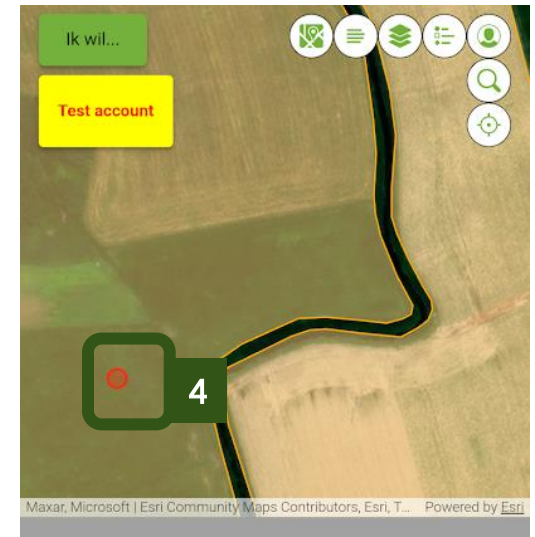 Ik wil...
Test account
4
Maxar, Microsoft | Esri Community Maps Contributors, Esri, T... Powered by Esri